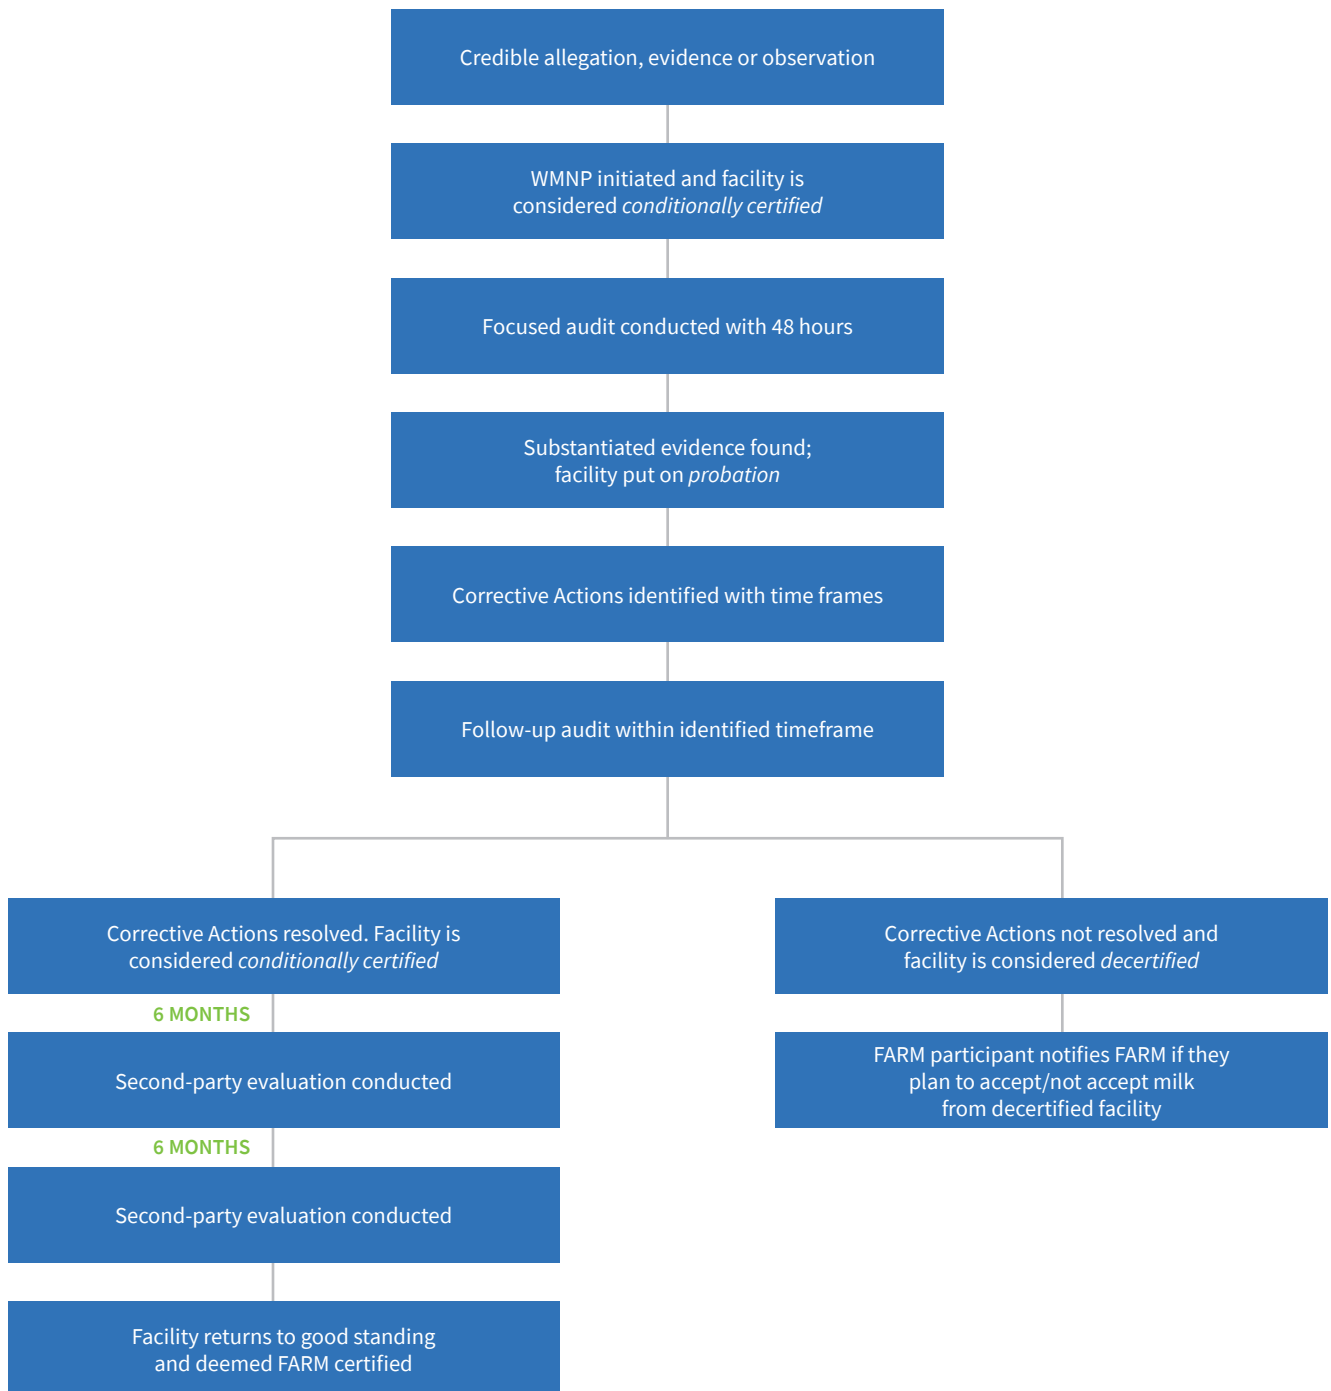 Credible allegation, evidence or observation
WMNP initiated and facility is
considered conditionally certified
Focused audit conducted with 48 hours
Substantiated evidence found;
facility put on probation
Corrective Actions identified with time frames
Follow-up audit within identified timeframe
Corrective Actions resolved. Facility is
considered conditionally certified
6 MONTHS
Second-party evaluation conducted
6 MONTHS
Second-party evaluation conducted
Facility returns to good standing
and deemed FARM certified
Corrective Actions not resolved and
facility is considered decertified
FARM participant notifies FARM if they
plan to accept/not accept milk
from decertified facility